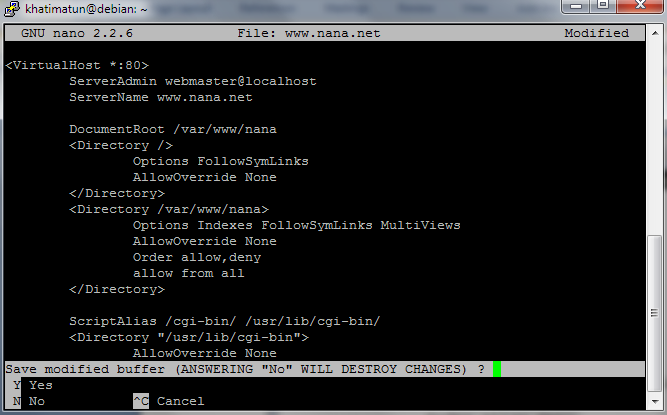 khatimatun@debian: ~
GNU nano 2.2.6 File: www.nana.net Modified
<VirtualHost *:80>
ServerAdmin webmaster@localhost
ServerName www.nana.net
DocumentRoot /var/www/nana
<Directory />
Options FollowSymLinks
AllowOverride None
</Directory>
<Directory /var/www/nana>
Options Indexes FollowSymLinks MultiViews
AllowOverride None
Order allow,deny
allow from all
</Directory>
ScriptAlias /cgi-bin/ /usr/lib/cgi-bin/
<Directory "/usr/lib/cgi-bin">
AllowOverride None
Save modified buffer (ANSWERING "No" WILL DESTROY CHANGES) ?
Y Yes
N No ^C Cancel